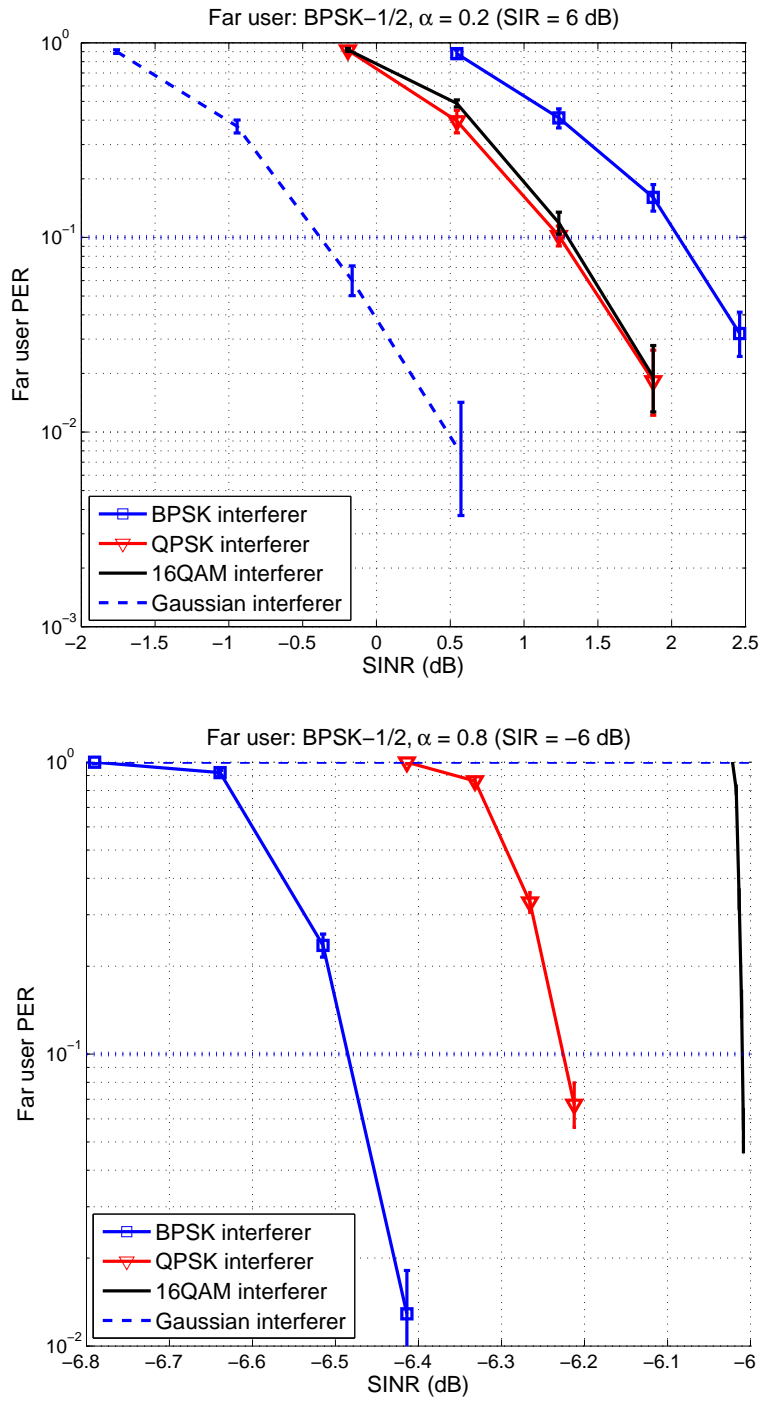 Far user: BPSK−1/2, α = 0.2 (SIR = 6 dB)
10^0
10^−1
10^−2
10^−3
Far user PER
BPSK interferer
QPSK interferer
16QAM interferer
Gaussian interferer
−2 −1.5 −1 −0.5 0 0.5 1 1.5 2 2.5
SINR (dB)
Far user: BPSK−1/2, α = 0.8 (SIR = −6 dB)
10^0
10^−1
10^−2
Far user PER
BPSK interferer
QPSK interferer
16QAM interferer
Gaussian interferer
−6.8 −6.7 −6.6 −6.5 −6.4 −6.3 −6.2 −6.1 −6
SINR (dB)